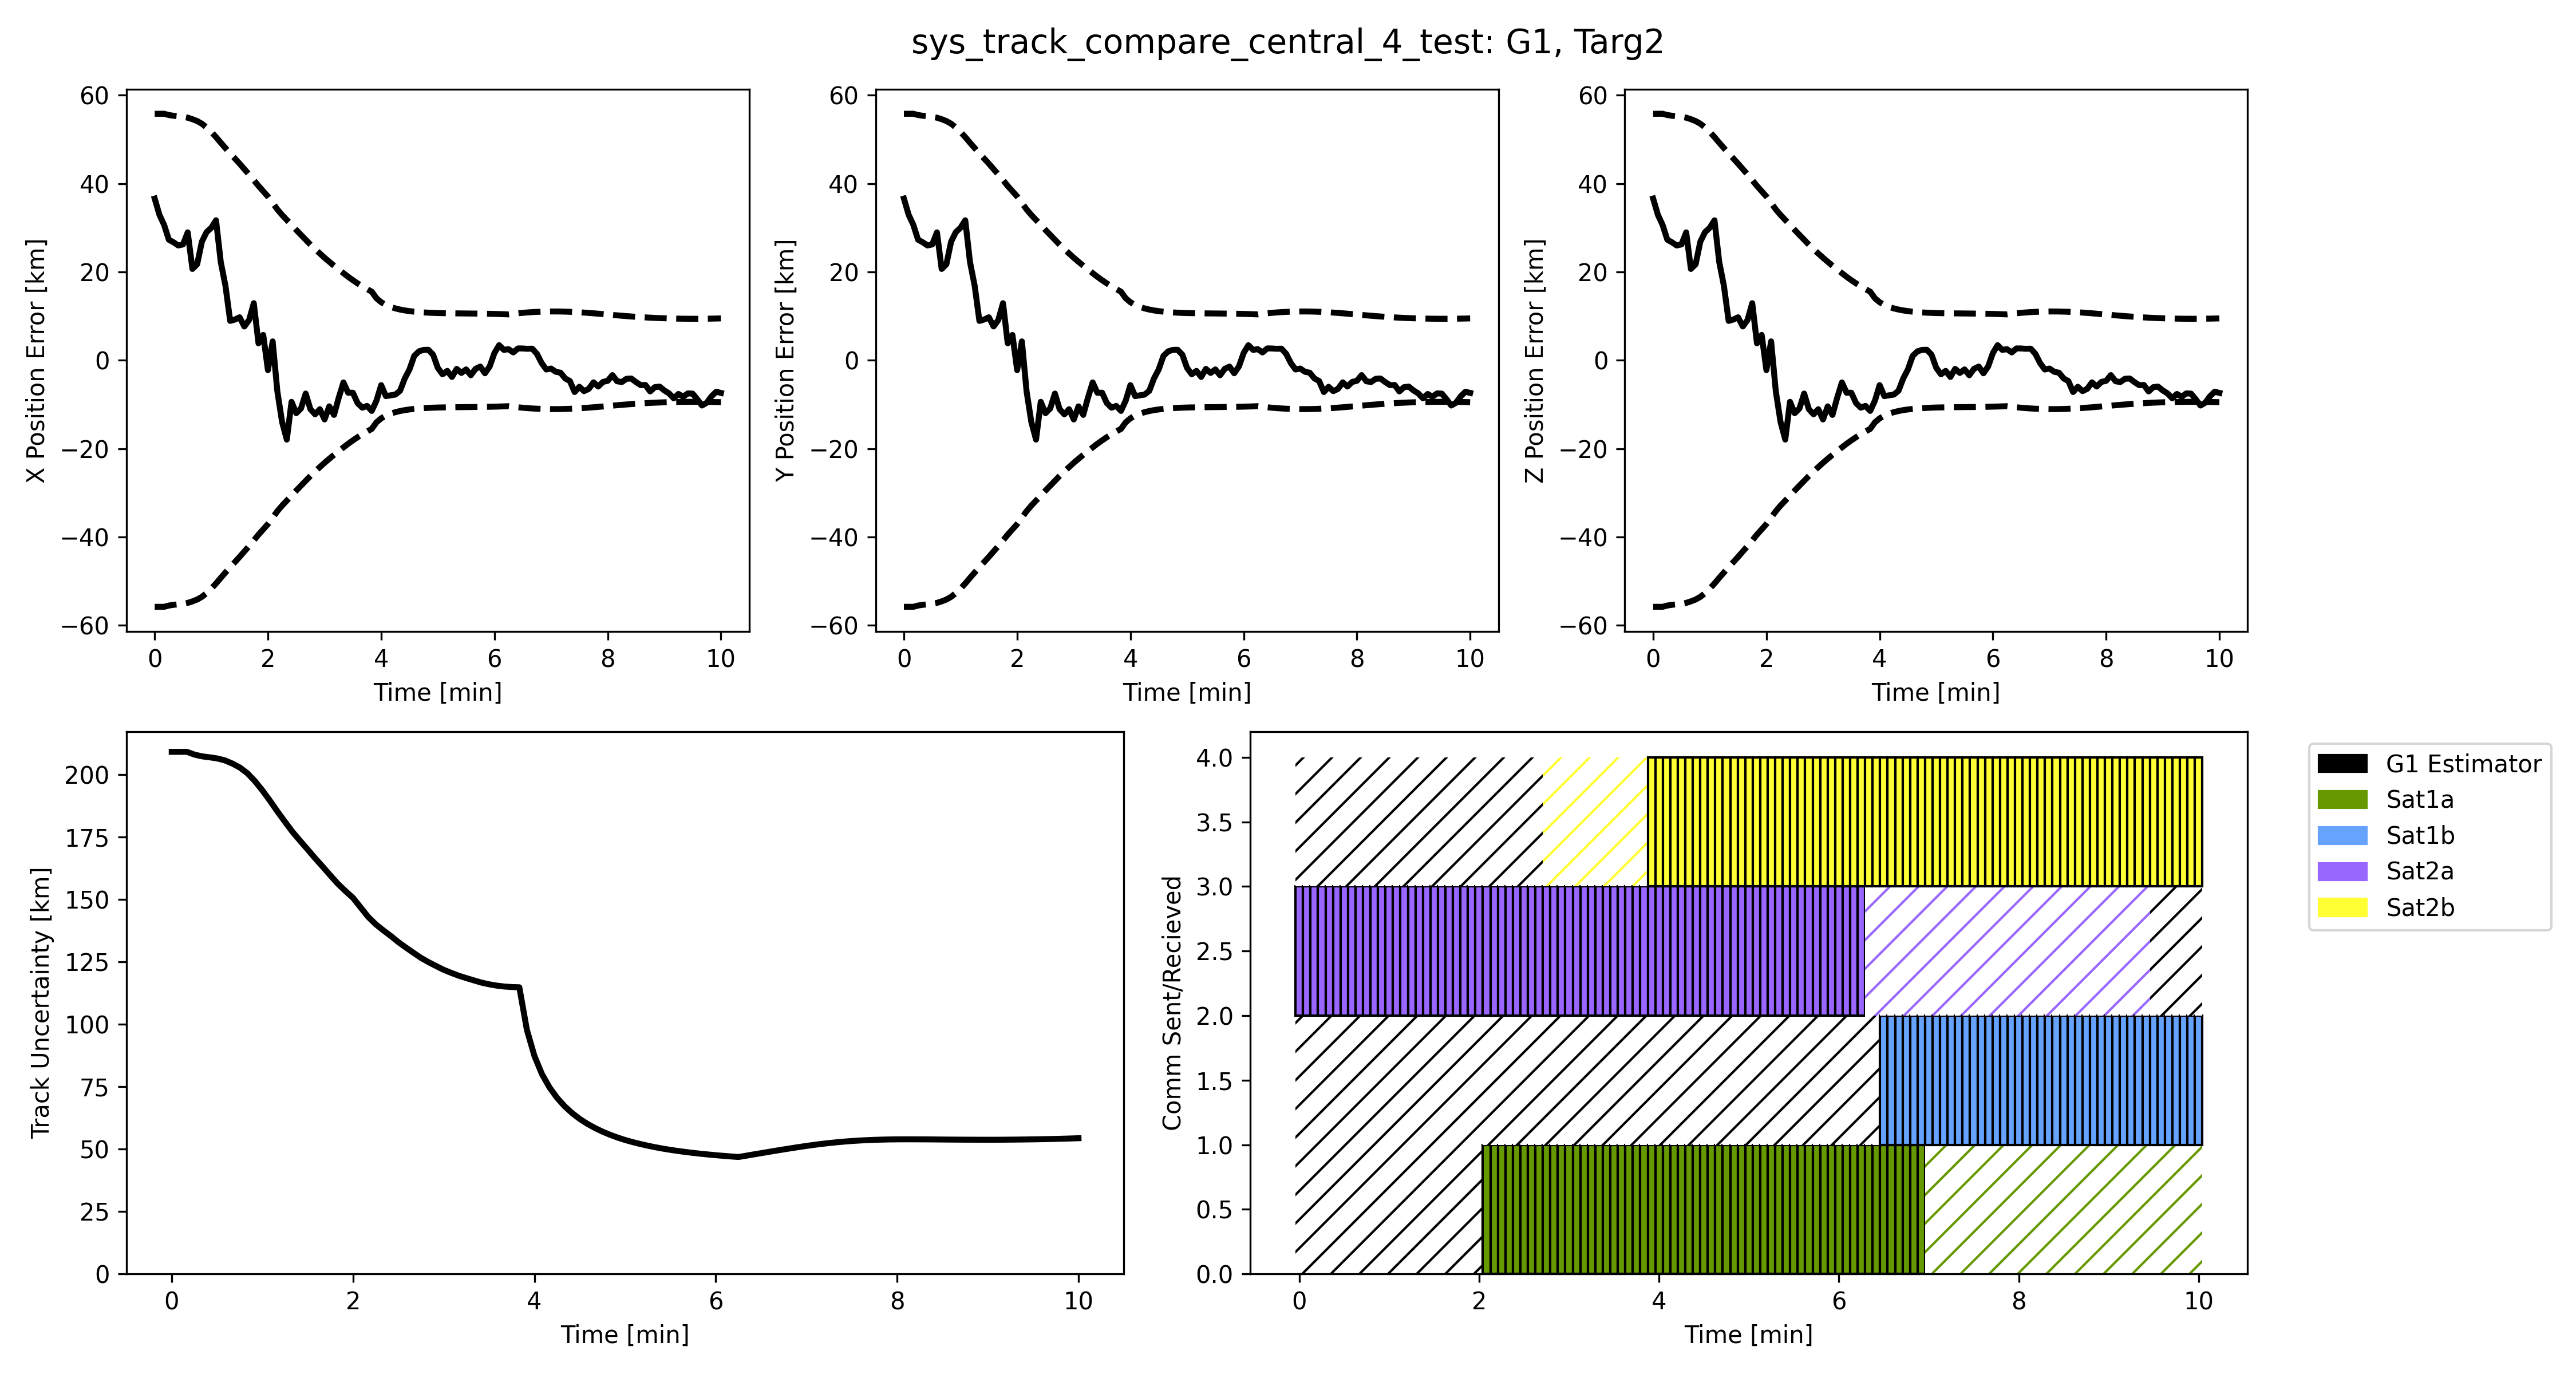 sys_track_compare_central_4_test: G1, Targ2
60
40
20
0
−20
−40
−60
X Position Error [km]
0 2 4 6 8 10
Time [min]
60
40
20
0
−20
−40
−60
Y Position Error [km]
0 2 4 6 8 10
Time [min]
60
40
20
0
−20
−40
−60
Z Position Error [km]
0 2 4 6 8 10
Time [min]
200
175
150
125
100
75
50
25
0
Track Uncertainty [km]
0 2 4 6 8 10
Time [min]
4.0
3.5
3.0
2.5
2.0
1.5
1.0
0.5
0.0
Comm Sent/Recieved
0 2 4 6 8 10
Time [min]
G1 Estimator
Sat1a
Sat1b
Sat2a
Sat2b